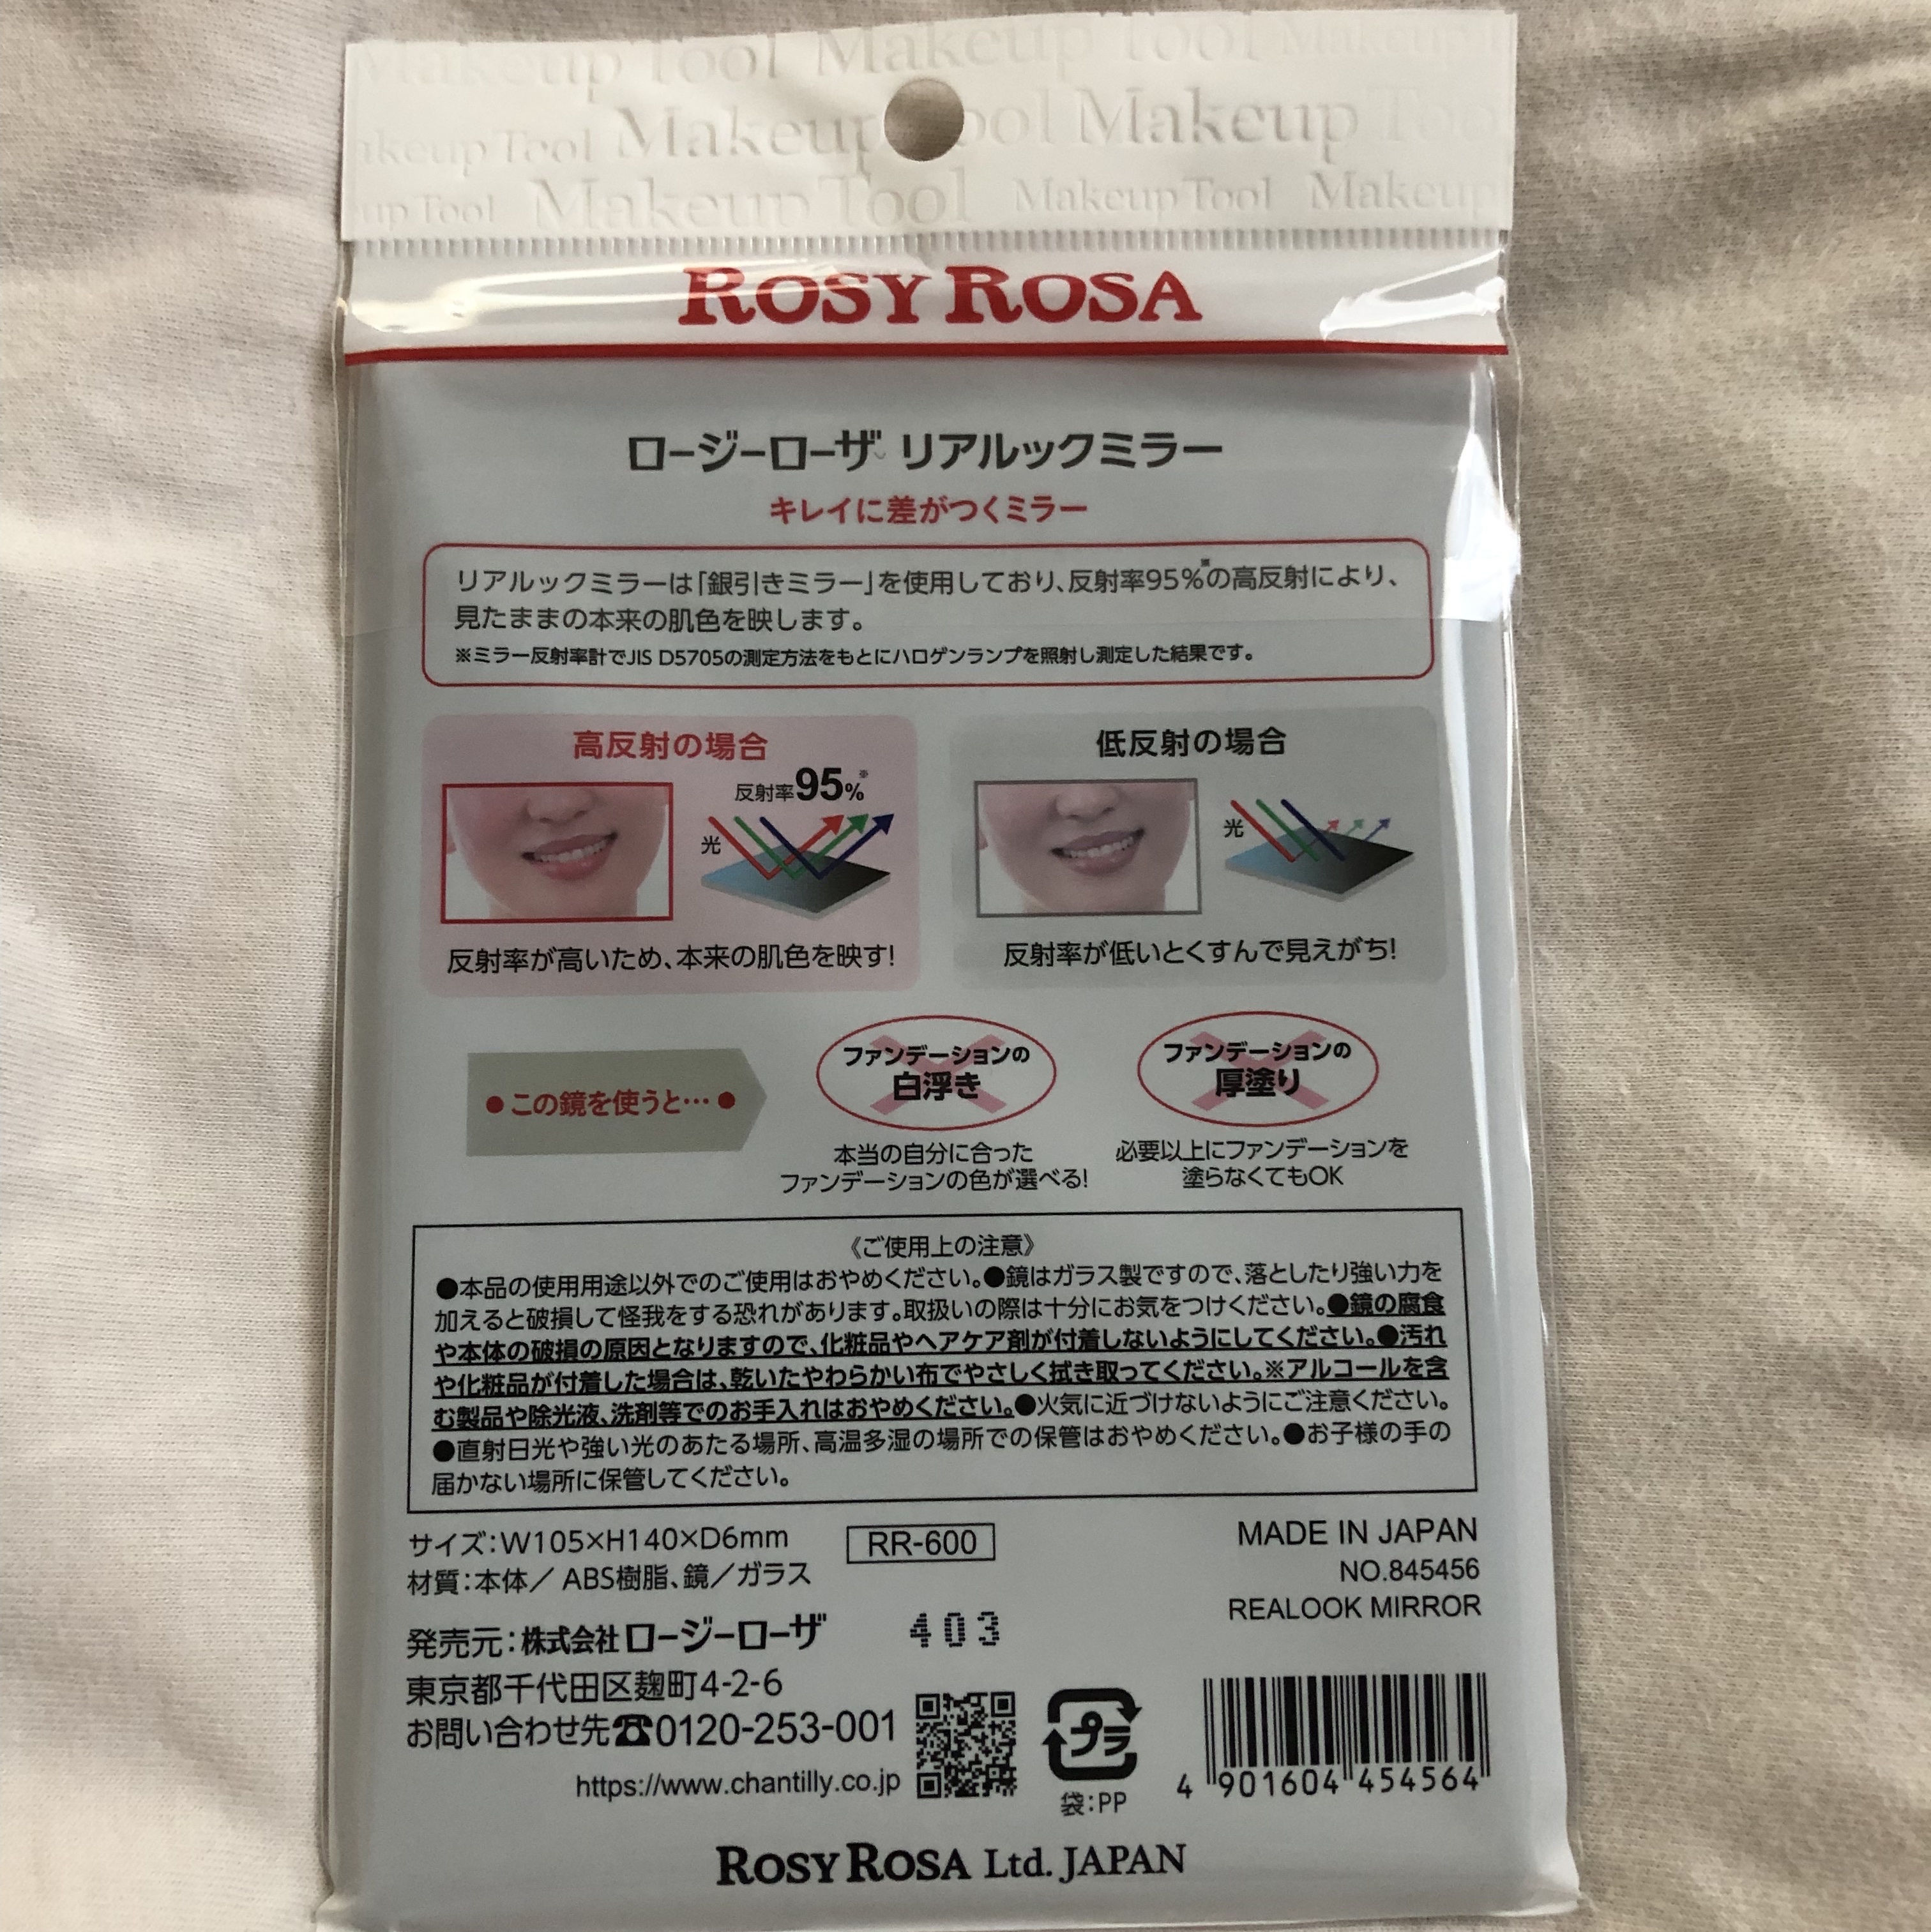 Makeup Tool Makeup Tool Makeup
akeup Tool Makeup Tool Makeup Too
up Tool Makeup Tool Makeup Tool Makeup
ROSY ROSA
ロージーローザ リアルックミラー
キレイに差がつくミラー
リアルックミラーは「銀引きミラー」を使用しており、反射率95%※の高反射により、
見たままの本来の肌色を映します。
※ミラー反射率計でJIS D5705の測定方法をもとにハロゲンランプを照射し測定した結果です。
高反射の場合
反射率95%※
光
反射率が高いため、本来の肌色を映す!
低反射の場合
光
反射率が低いとくすんで見えがち!
●この鏡を使うと…●
ファンデーションの
白浮き
本当の自分に合った
ファンデーションの色が選べる!
ファンデーションの
厚塗り
必要以上にファンデーションを
塗らなくてもOK
《ご使用上の注意》
●本品の使用用途以外でのご使用はおやめください。●鏡はガラス製ですので、落としたり強い力を
加えると破損して怪我をする恐れがあります。取扱いの際は十分にお気をつけください。●鏡の腐食
や本体の破損の原因となりますので、化粧品やヘアケア剤が付着しないようにしてください。●汚れ
や化粧品が付着した場合は、乾いたやわらかい布でやさしく拭き取ってください。※アルコールを含
む製品や除光液、洗剤等でのお手入れはおやめください。●火気に近づけないようにご注意ください。
●直射日光や強い光のあたる場所、高温多湿の場所での保管はおやめください。●お子様の手の
届かない場所に保管してください。
サイズ:W105×H140×D6mm
RR-600
材質:本体/ABS樹脂、鏡/ガラス
MADE IN JAPAN
NO.845456
REALOOK MIRROR
発売元:株式会社ロージーローザ
403
東京都千代田区麹町4-2-6
お問い合わせ先☎0120-253-001
https://www.chantilly.co.jp
プラ
袋:PP
4 901604 454564
ROSY ROSA Ltd. JAPAN